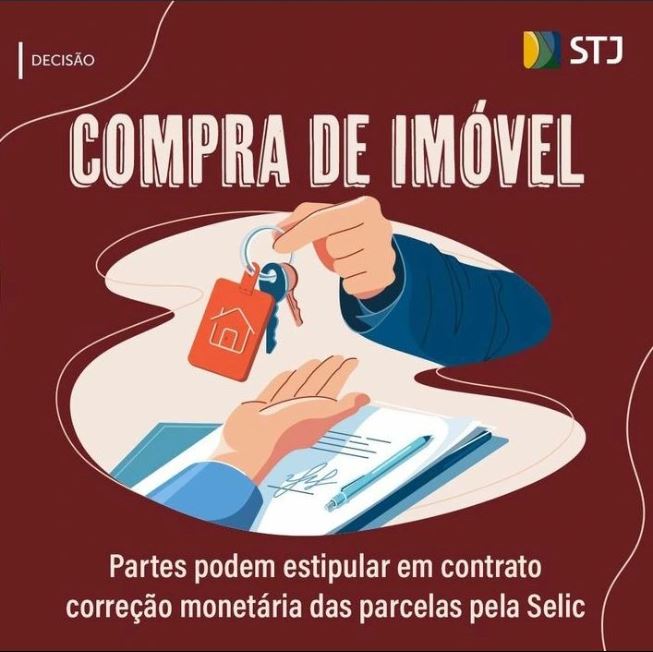 DECISÃO
STJ
COMPRA DE IMÓVEL
Partes podem estipular em contrato
correção monetária das parcelas pela Selic